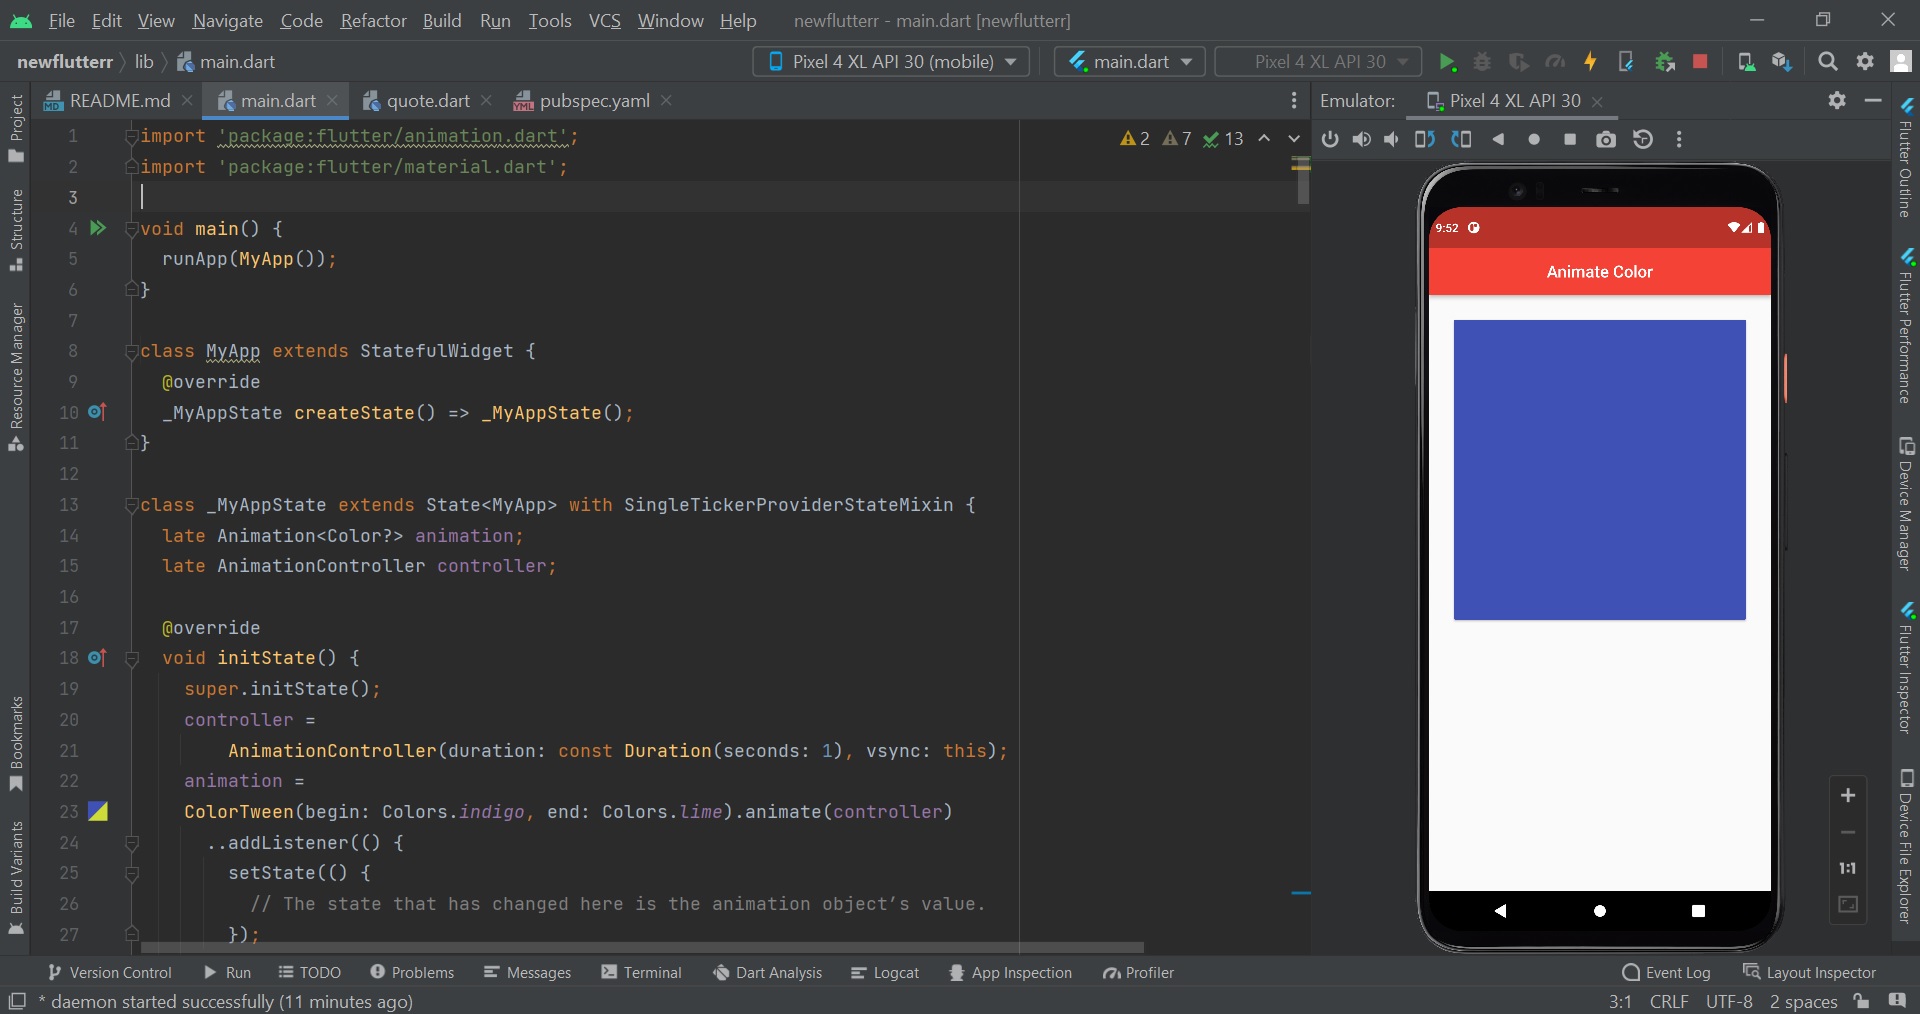 File Edit View Navigate Code Refactor Build Run Tools VCS Window Help newflutterr - main.dart [newflutterr]
newflutterr lib main.dart Pixel 4 XL API 30 (mobile) main.dart Pixel 4 XL API 30
README.md main.dart quote.dart pubspec.yaml Emulator: Pixel 4 XL API 30
2 7 13
1 import 'package:flutter/animation.dart';
2 import 'package:flutter/material.dart';
3
4 void main() {
5 runApp(MyApp());
6 }
7
8 class MyApp extends StatefulWidget {
9 @override
10 _MyAppState createState() => _MyAppState();
11 }
12
13 class _MyAppState extends State<MyApp> with SingleTickerProviderStateMixin {
14 late Animation<Color?> animation;
15 late AnimationController controller;
16
17 @override
18 void initState() {
19 super.initState();
20 controller =
21 AnimationController(duration: const Duration(seconds: 1), vsync: this);
22 animation =
23 ColorTween(begin: Colors.indigo, end: Colors.lime).animate(controller)
24 ..addListener(() {
25 setState(() {
26 // The state that has changed here is the animation object’s value.
27 });
9:52
Animate Color
1:1
Project
Structure
Resource Manager
Bookmarks
Build Variants
Flutter Outline
Flutter Performance
Device Manager
Flutter Inspector
Device File Explorer
Version Control Run TODO Problems Messages Terminal Dart Analysis Logcat App Inspection Profiler Event Log Layout Inspector
* daemon started successfully (11 minutes ago) 3:1 CRLF UTF-8 2 spaces